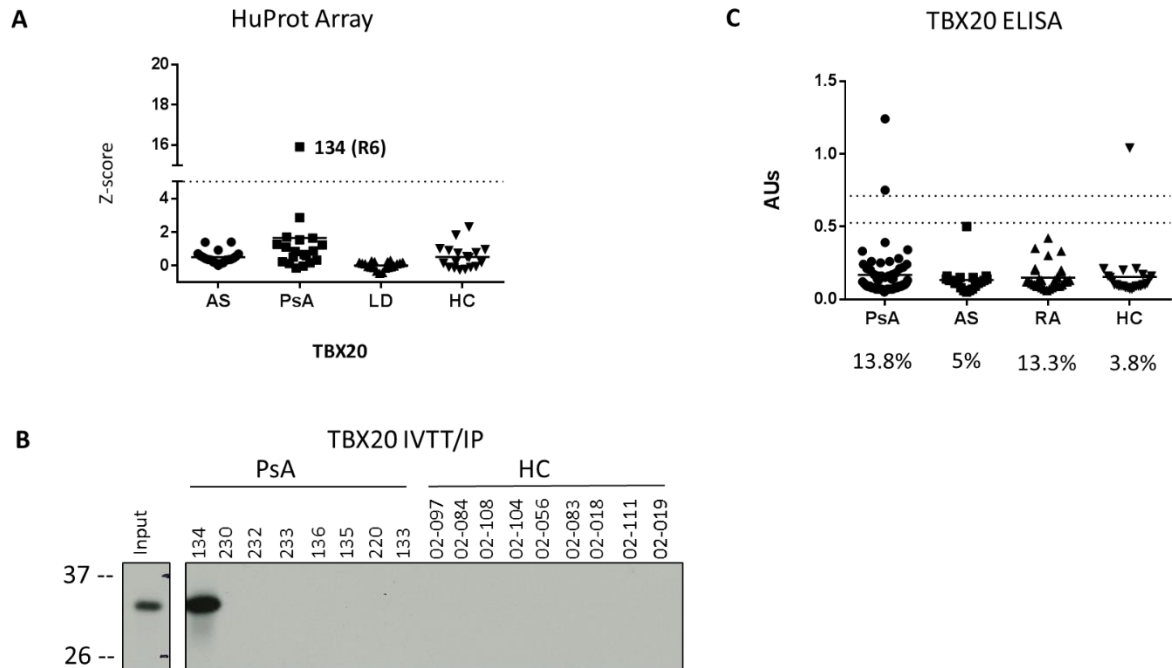 A
HuProt Array
20
18
16
4
2
0
Z-score
134 (R6)
AS PsA LD HC
TBX20
C
TBX20 ELISA
1.5
1.0
0.5
0.0
AUs
PsA AS RA HC
13.8% 5% 13.3% 3.8%
B
TBX20 IVTT/IP
PsA HC
Input 134 230 232 233 136 135 220 133 02-097 02-084 02-108 02-104 02-056 02-083 02-018 02-111 02-019
37 --
26 --